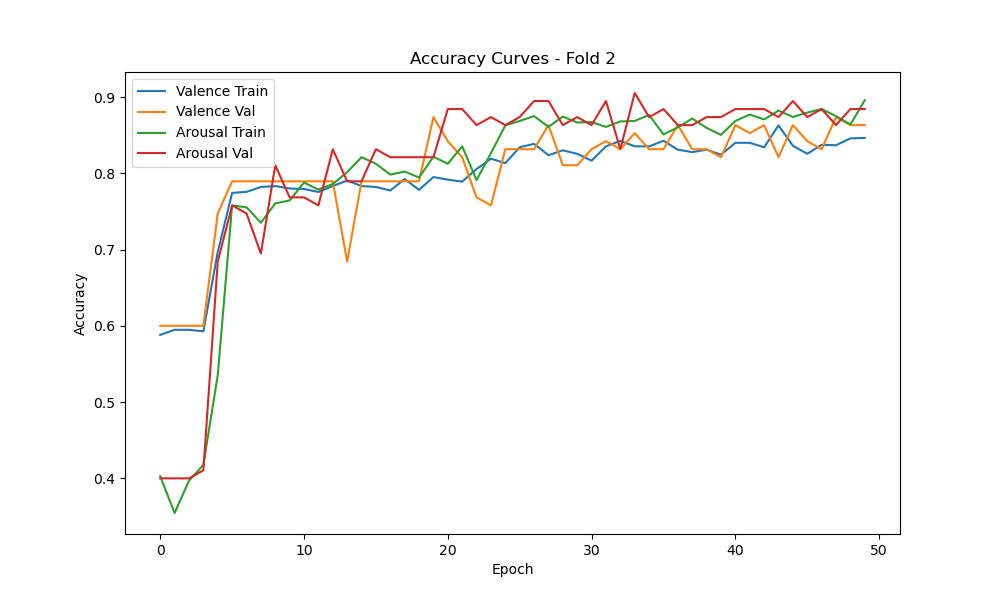 Accuracy Curves - Fold 2
Valence Train
Valence Val
Arousal Train
Arousal Val
0.9
0.8
0.7
0.6
0.5
0.4
Accuracy
0 10 20 30 40 50
Epoch